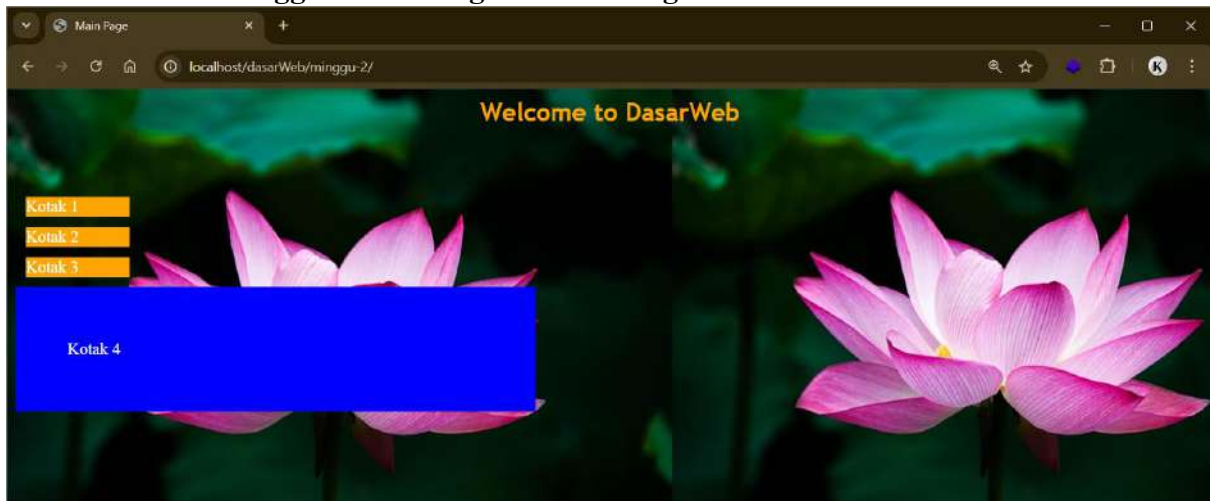 Main Page
localhost/dasarWeb/minggu-2/
K
Welcome to DasarWeb
Kotak 1
Kotak 2
Kotak 3
Kotak 4